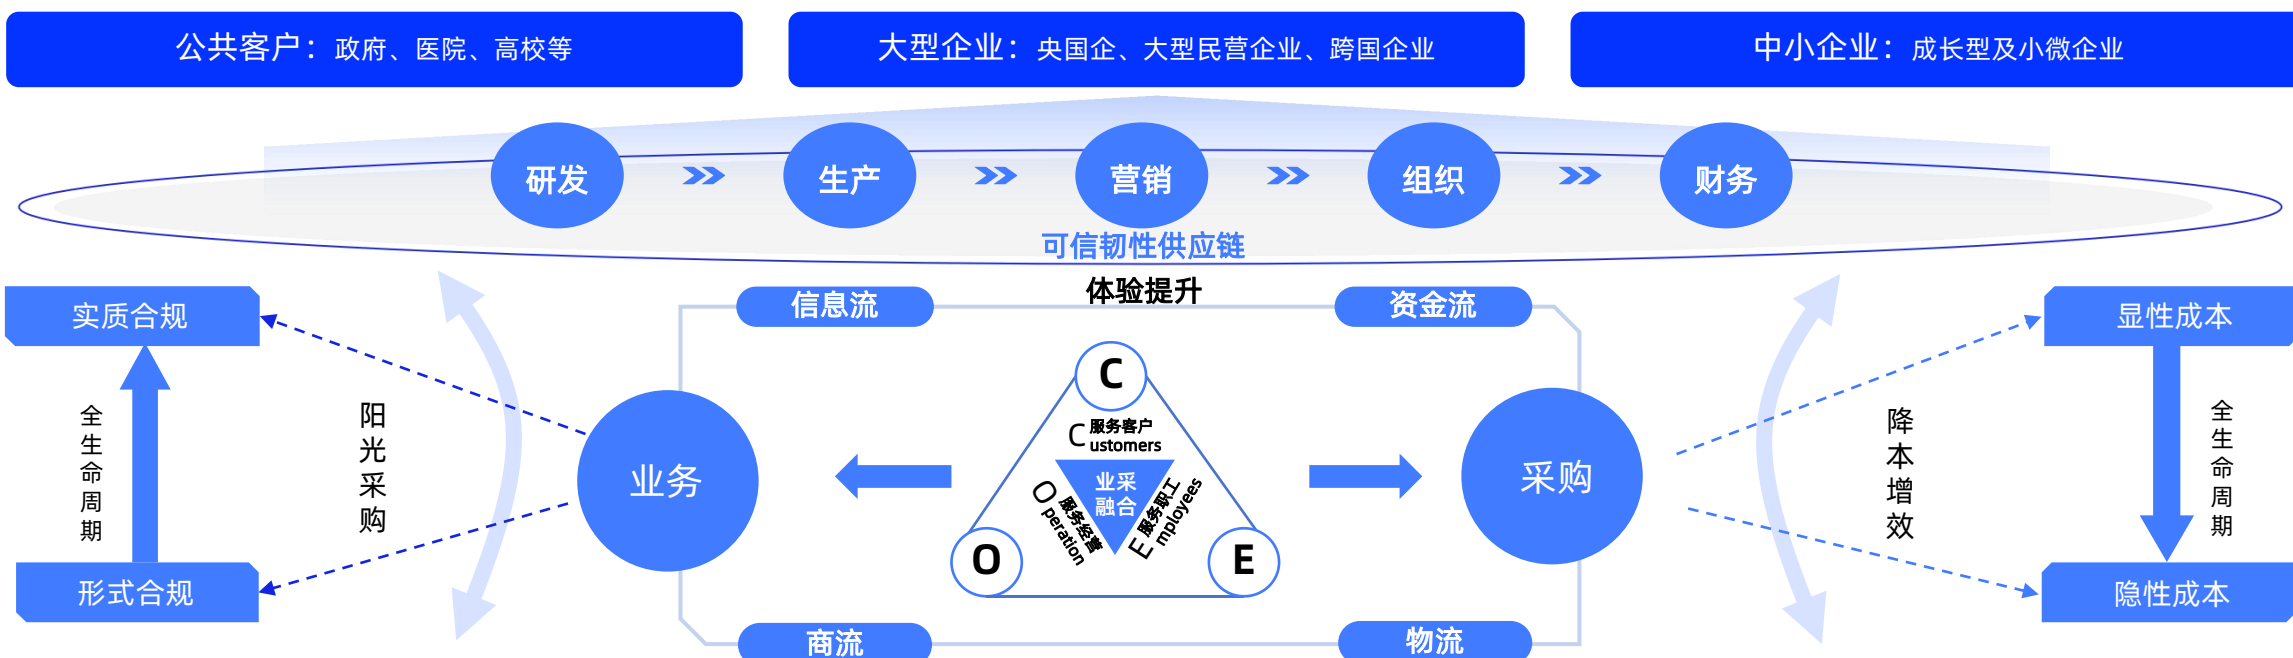 公共客户：政府、医院、高校等
大型企业：央国企、大型民营企业、跨国企业
中小企业：成长型及小微企业
研发
生产
营销
组织
财务
可信韧性供应链
体验提升
信息流
资金流
实质合规
全生命周期
形式合规
阳光采购
业务
C
C 服务客户
ustomers
业采
融合
O 服务经营
peration
E 服务职工
mployees
O
E
采购
降本增效
显性成本
全生命周期
隐性成本
商流
物流